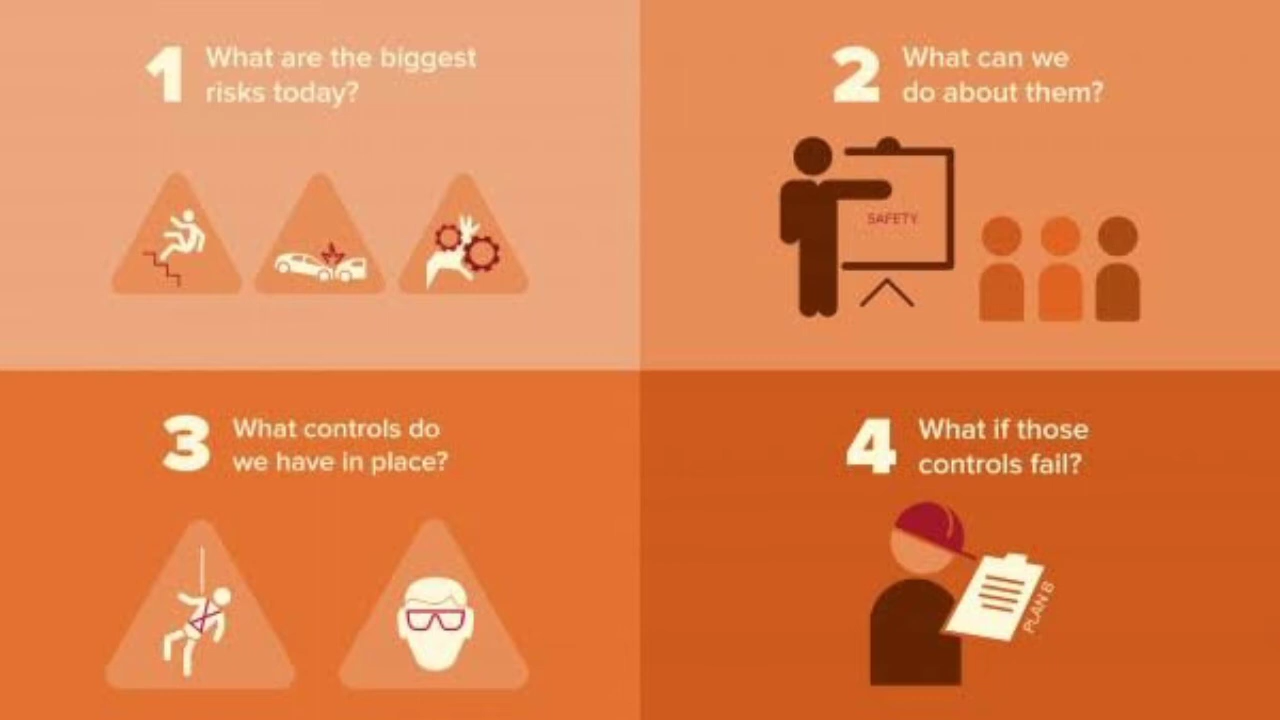 1
What are the biggest
risks today?
2
What can we
do about them?
SAFETY
3
What controls do
we have in place?
4
What if those
controls fail?
PLAN B